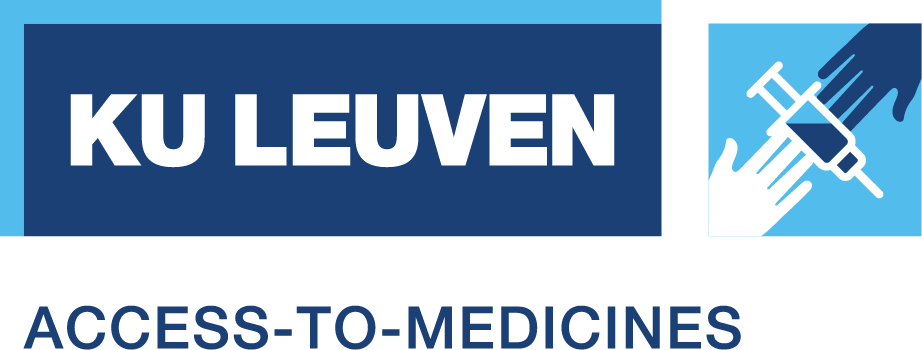 KU LEUVEN
ACCESS-TO-MEDICINES